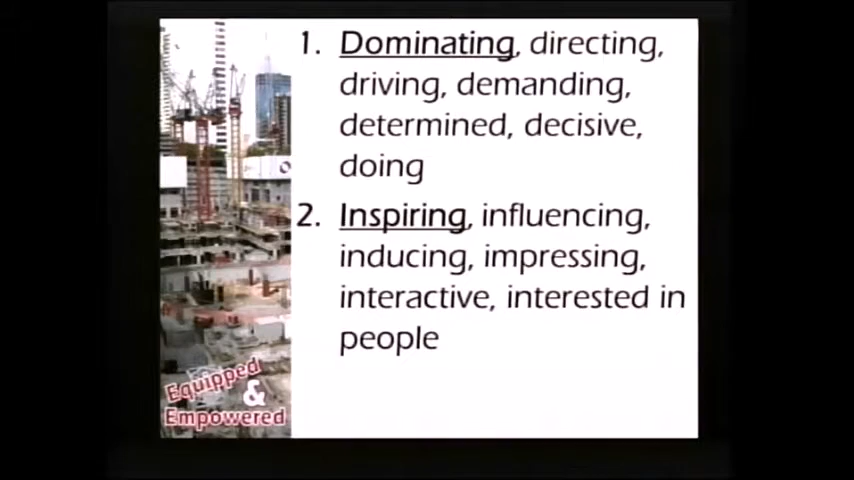 1. Dominating, directing,
driving, demanding,
determined, decisive,
doing
2. Inspiring, influencing,
inducing, impressing,
interactive, interested in
people
Equipped
&
Empowered